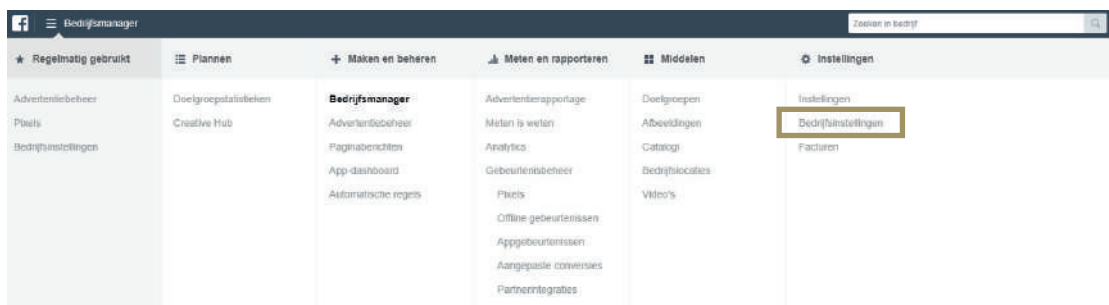 Bedrijfsmanager
Zoeken in bedrijf
Regelmatig gebruikt
Advertentiebeheer
Pixels
Bedrijfsinstellingen
Plannen
Doelgroepstatistieken
Creative Hub
Maken en beheren
Bedrijfsmanager
Advertentiebeheer
Paginaberichten
App-dashboard
Automatische regels
Meten en rapporteren
Advertentierapportage
Meten is weten
Analytics
Gebeurtenisbeheer
Pixels
Offline gebeurtenissen
Appgebeurtenissen
Aangepaste conversies
Partnerintegraties
Middelen
Doelgroepen
Afbeeldingen
Catalogi
Bedrijfslocaties
Video's
Instellingen
Instellingen
Bedrijfsinstellingen
Facturen